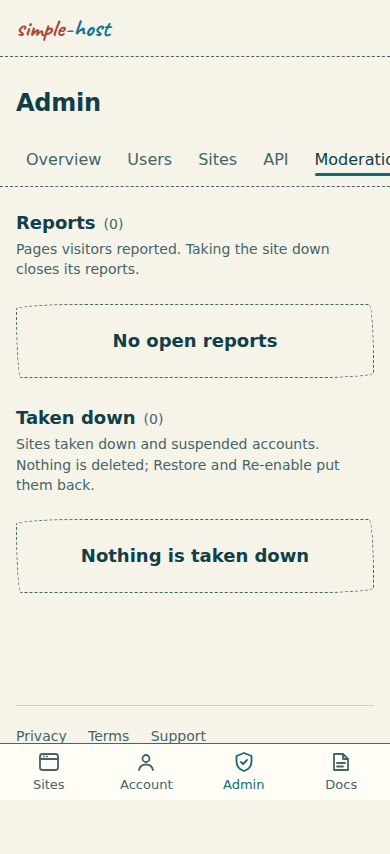 simple-host
Admin
Overview Users Sites API Moderatio
Reports (0)
Pages visitors reported. Taking the site down
closes its reports.
No open reports
Taken down (0)
Sites taken down and suspended accounts.
Nothing is deleted; Restore and Re-enable put
them back.
Nothing is taken down
Privacy Terms Support
Sites Account Admin Docs